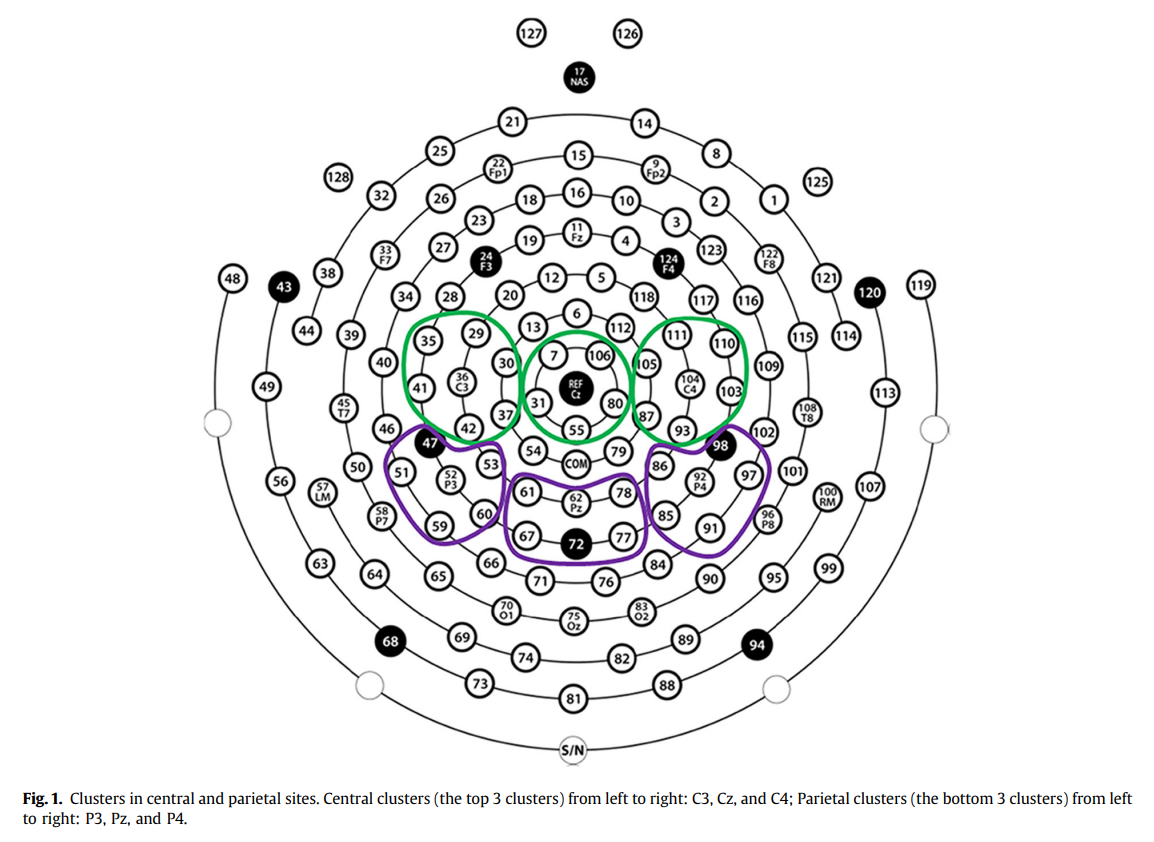 127 126
17
NAS
21 14
25 8
22
Fp1
15
9
Fp2
128 125
32 26 18 16 10 2 1
23 3
33
F7
27 19
11
Fz
4 123
122
F8
24
F3
124
F4
48 43 38 12 5 121 120 119
34 28 20 118 117 116
44 39 35 29 13 6 112 111 110 115 114
40 30 7 106 105 109
49 41
36
C3
REF
Cz
104
C4
103 113
45
T7
37 31 80 87
108
T8
46 42 55 93 102
47 54 COM 79 98
50 51 53 86 97 101
56
57
LM
52
P3
61
62
Pz
78
92
P4
100
RM
107
58
P7
59 60 67 72 77 85 91
96
P8
63 64 65 66 71 76 84 90 95 99
70
O1
75
Oz
83
O2
68 69 74 82 89 94
73 81 88
S/N
Fig. 1. Clusters in central and parietal sites. Central clusters (the top 3 clusters) from left to right: C3, Cz, and C4; Parietal clusters (the bottom 3 clusters) from left
to right: P3, Pz, and P4.